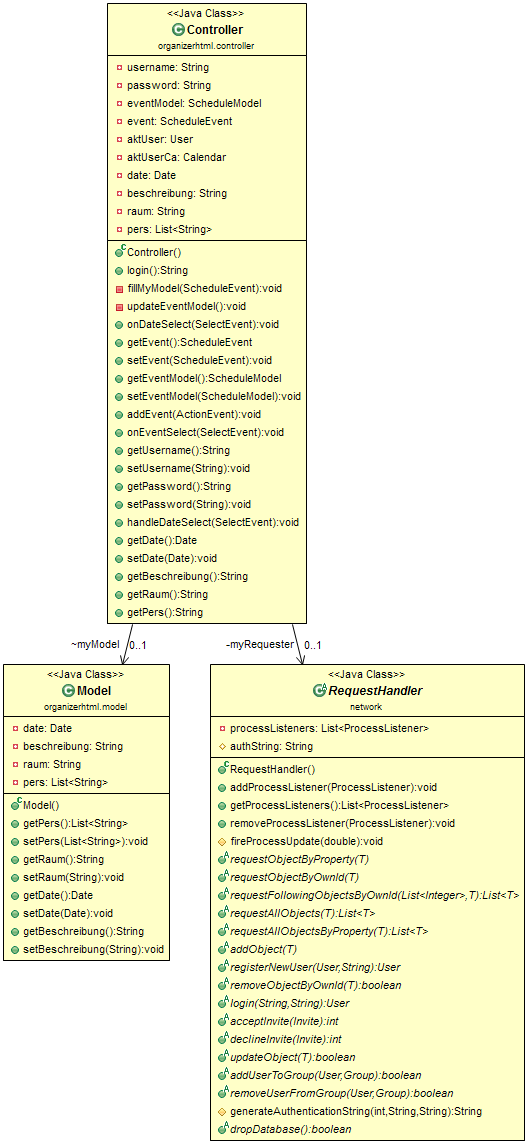 <<Java Class>>
Controller
organizerhtml.controller
username: String
password: String
eventModel: ScheduleModel
event: ScheduleEvent
aktUser: User
aktUserCa: Calendar
date: Date
beschreibung: String
raum: String
pers: List<String>
Controller()
login():String
fillMyModel(ScheduleEvent):void
updateEventModel():void
onDateSelect(SelectEvent):void
getEvent():ScheduleEvent
setEvent(ScheduleEvent):void
getEventModel():ScheduleModel
setEventModel(ScheduleModel):void
addEvent(ActionEvent):void
onEventSelect(SelectEvent):void
getUsername():String
setUsername(String):void
getPassword():String
setPassword(String):void
handleDateSelect(SelectEvent):void
getDate():Date
setDate(Date):void
getBeschreibung():String
getRaum():String
getPers():String
~myModel 0..1
-myRequester 0..1
<<Java Class>>
Model
organizerhtml.model
date: Date
beschreibung: String
raum: String
pers: List<String>
Model()
getPers():List<String>
setPers(List<String>):void
getRaum():String
setRaum(String):void
getDate():Date
setDate(Date):void
getBeschreibung():String
setBeschreibung(String):void
<<Java Class>>
RequestHandler
network
processListeners: List<ProcessListener>
authString: String
RequestHandler()
addProcessListener(ProcessListener):void
getProcessListeners():List<ProcessListener>
removeProcessListener(ProcessListener):void
fireProcessUpdate(double):void
requestObjectByProperty(T)
requestObjectByOwnId(T)
requestFollowingObjectsByOwnId(List<Integer>,T):List<T>
requestAllObjects(T):List<T>
requestAllObjectsByProperty(T):List<T>
addObject(T)
registerNewUser(User,String):User
removeObjectByOwnId(T):boolean
login(String,String):User
acceptInvite(Invite):int
declineInvite(Invite):int
updateObject(T):boolean
addUserToGroup(User,Group):boolean
removeUserFromGroup(User,Group):boolean
generateAuthenticationString(int,String,String):String
dropDatabase():boolean